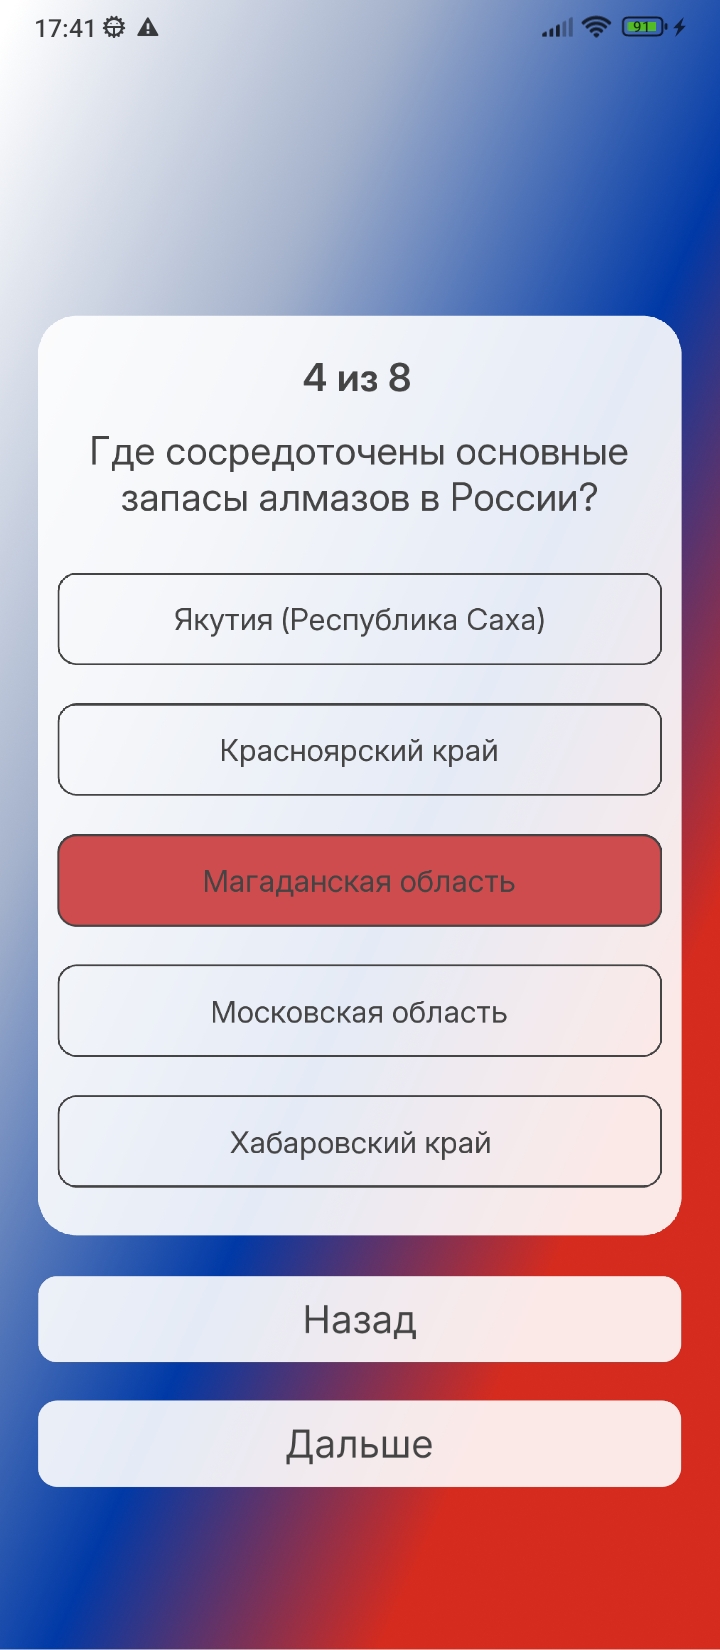 17:41
91
4 из 8
Где сосредоточены основные
запасы алмазов в России?
Якутия (Республика Саха)
Красноярский край
Магаданская область
Московская область
Хабаровский край
Назад
Дальше